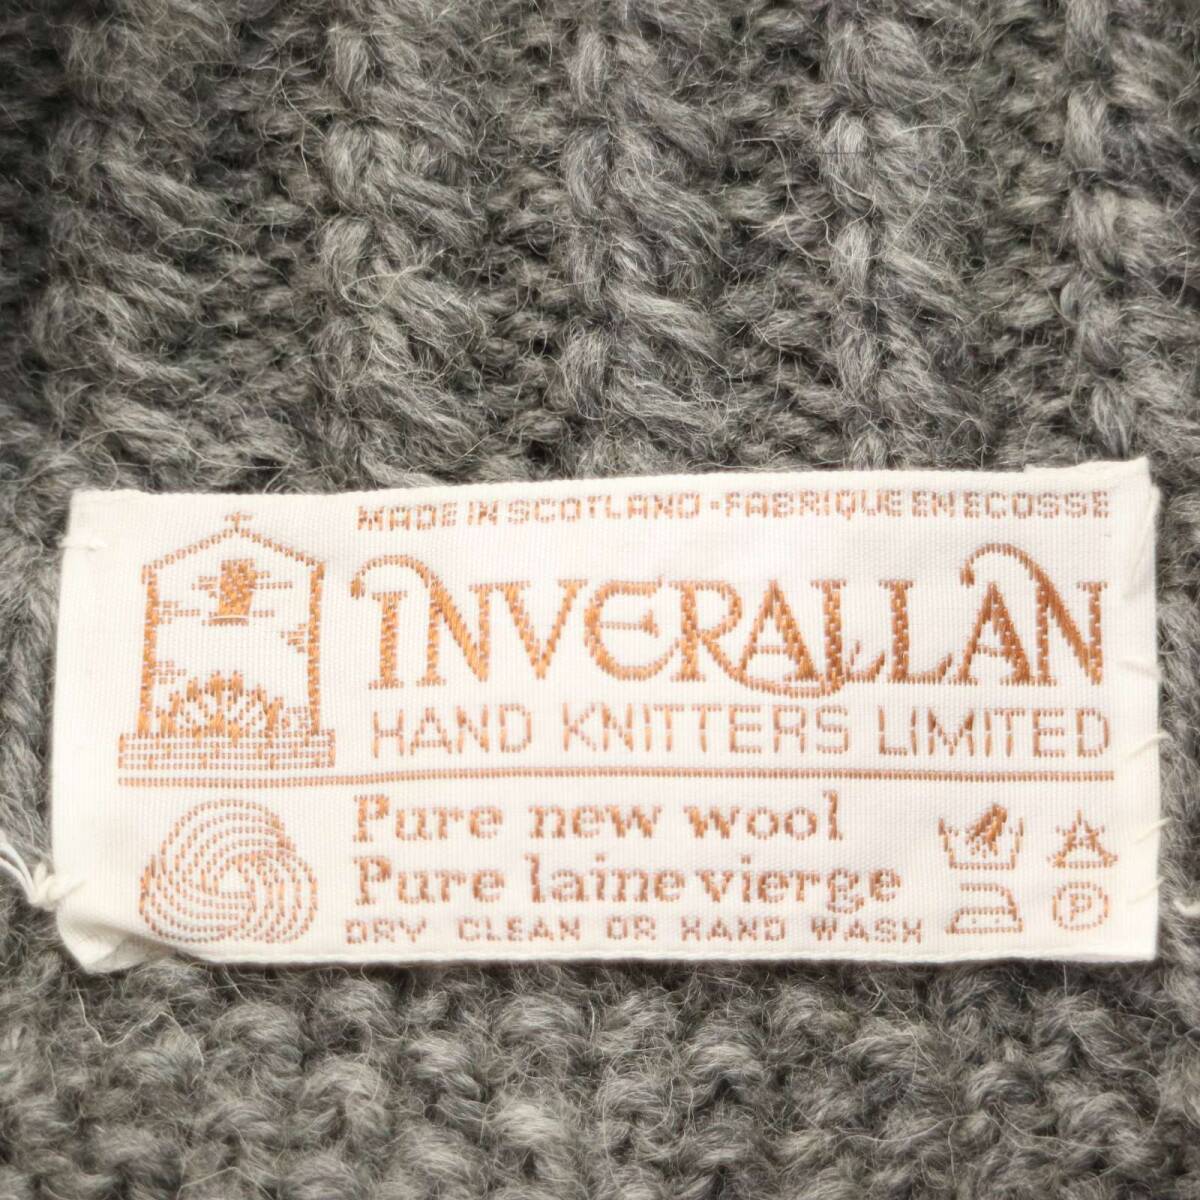 MADE IN SCOTLAND • FABRIQUE EN ECOSSE
INVERALLAN
HAND KNITTERS LIMITED
Pure new wool
Pure laine vierge
DRY CLEAN OR HAND WASH
P